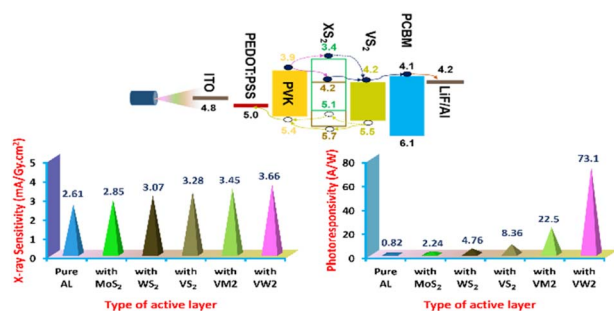 XS₂
VS₂
PCBM
PEDOT:PSS
ITO
PVK
LiF/Al
3.9
3.4
4.2
4.1
4.2
4.8
5.0
4.2
5.1
5.4
5.7
5.5
6.1
X-ray Sensitivity (mA/Gy.cm²)
5
4
3
2
1
0
2.61
2.85
3.07
3.28
3.45
3.66
Pure AL
with MoS₂
with WS₂
with VS₂
with VM2
with VW2
Type of active layer
Photoresponsivity (A/W)
80
60
40
20
0
0.82
2.24
4.76
8.36
22.5
73.1
Pure AL
with MoS₂
with WS₂
with VS₂
with VM2
with VW2
Type of active layer